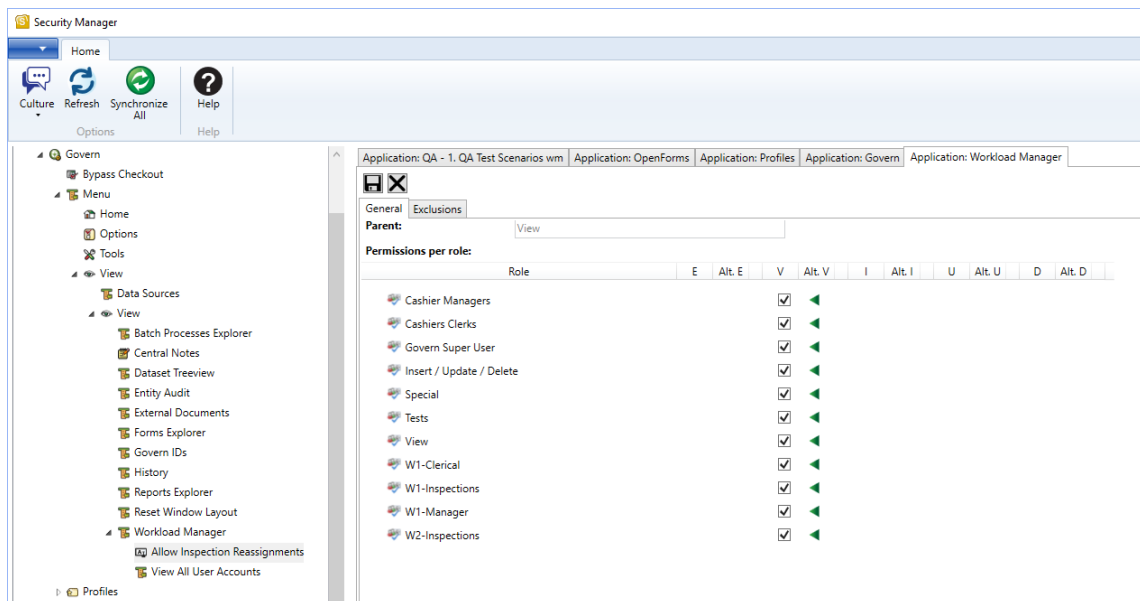 Security Manager
Home
Culture
Refresh
Synchronize All
Help
Options
Help
Govern
Bypass Checkout
Menu
Home
Options
Tools
View
Data Sources
View
Batch Processes Explorer
Central Notes
Dataset Treeview
Entity Audit
External Documents
Forms Explorer
Govern IDs
History
Reports Explorer
Reset Window Layout
Workload Manager
Allow Inspection Reassignments
View All User Accounts
Profiles
Application: QA - 1. QA Test Scenarios wm
Application: OpenForms
Application: Profiles
Application: Govern
Application: Workload Manager
General
Exclusions
Parent: View
Permissions per role:
Role E Alt. E V Alt. V I Alt. I U Alt. U D Alt. D
Cashier Managers
Cashiers Clerks
Govern Super User
Insert / Update / Delete
Special
Tests
View
W1-Clerical
W1-Inspections
W1-Manager
W2-Inspections